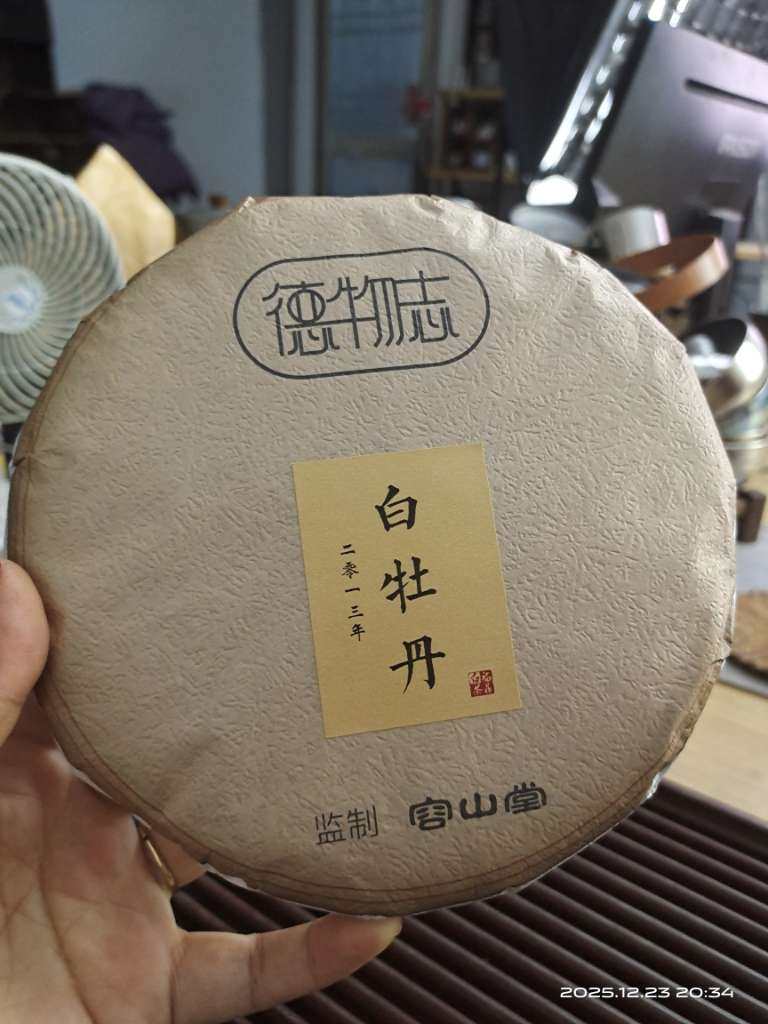 德物志
白牡丹
二零一三年
监制 容山堂
2025.12.23 20:34